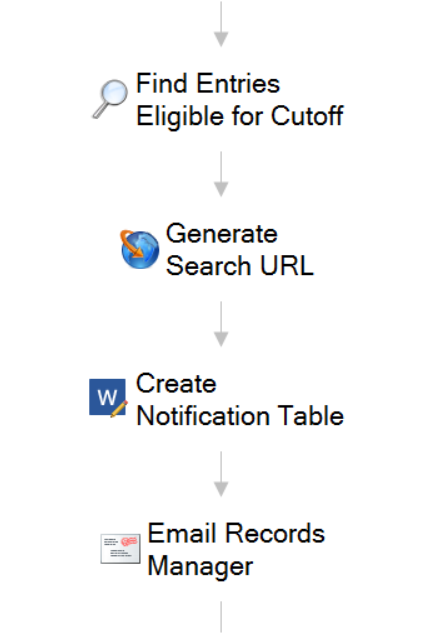 Find Entries
Eligible for Cutoff
Generate
Search URL
W
Create
Notification Table
Email Records
Manager